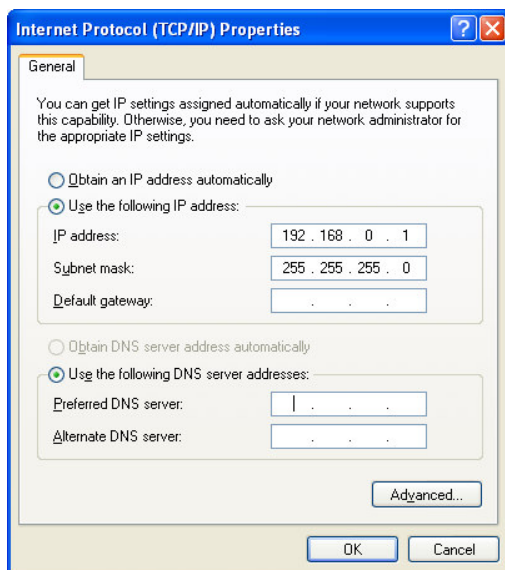 Internet Protocol (TCP/IP) Properties
General
You can get IP settings assigned automatically if your network supports
this capability. Otherwise, you need to ask your network administrator for
the appropriate IP settings.
Obtain an IP address automatically
Use the following IP address:
IP address: 192 . 168 . 0 . 1
Subnet mask: 255 . 255 . 255 . 0
Default gateway: . . .
Obtain DNS server address automatically
Use the following DNS server addresses:
Preferred DNS server: . . .
Alternate DNS server: . . .
Advanced...
OK Cancel